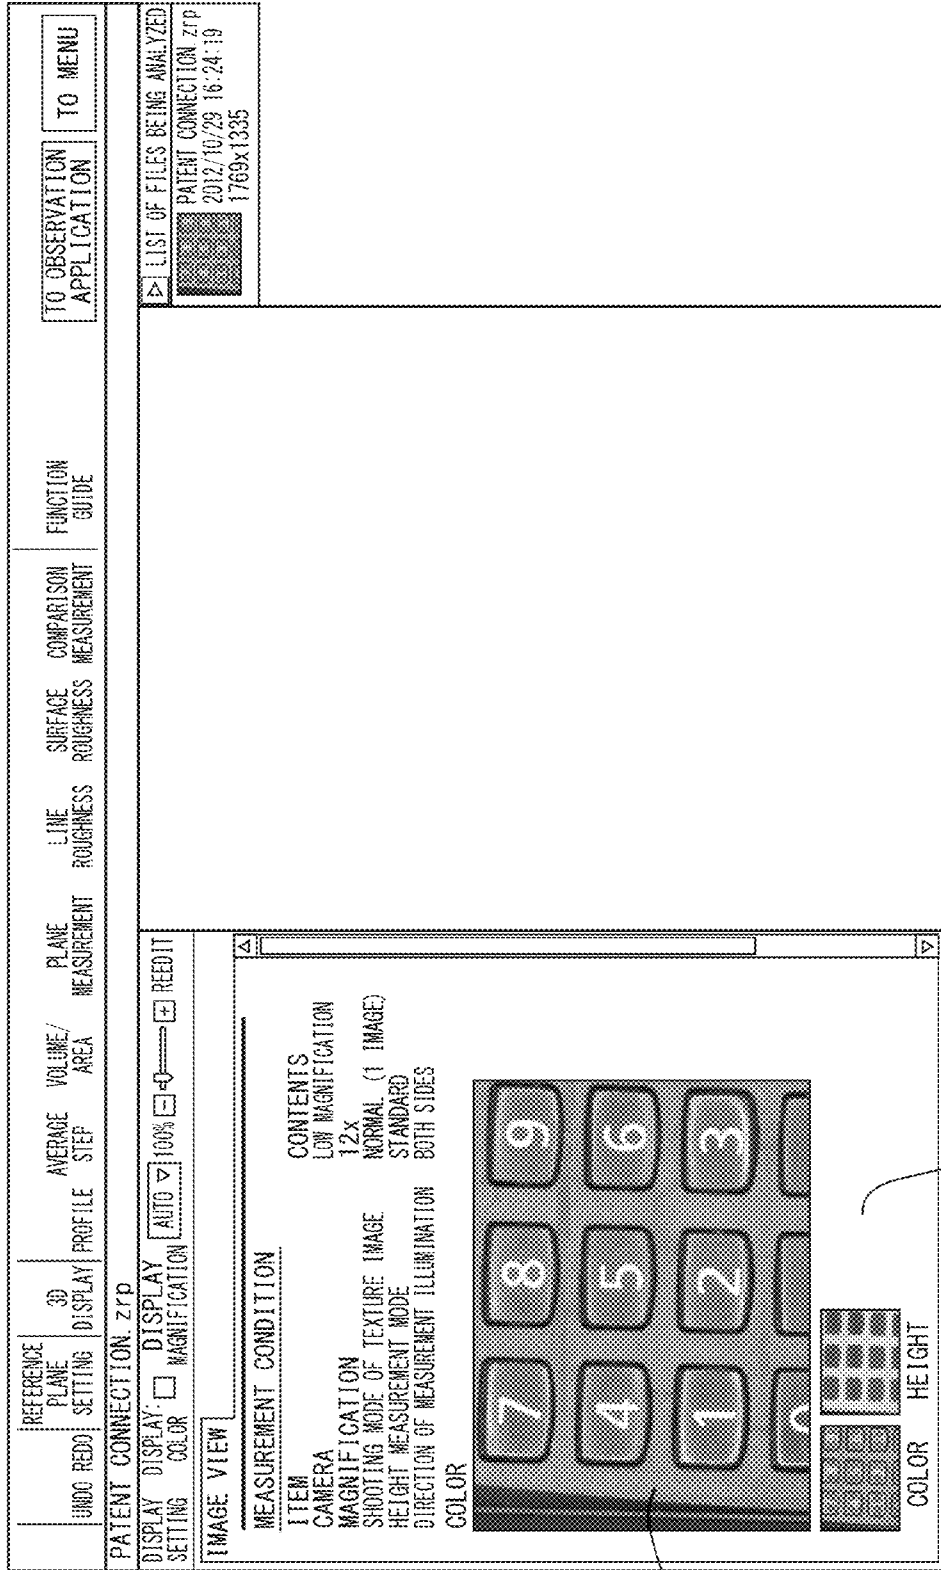 UNDO REDO
REFERENCE
PLANE
SETTING
3D
DISPLAY
PROFILE
AVERAGE
STEP
VOLUME/
AREA
PLANE
MEASUREMENT
LINE
ROUGHNESS
SURFACE
ROUGHNESS
COMPARISON
MEASUREMENT
FUNCTION
GUIDE
TO OBSERVATION
APPLICATION
TO MENU
PATENT CONNECTION.zrp
DISPLAY
SETTING
DISPLAY·
COLOR
DISPLAY
MAGNIFICATION
AUTO
100%
REEDIT
LIST OF FILES BEING ANALYZED
PATENT CONNECTION.zrp
2012/10/29 16:24:19
1769x1335
IMAGE VIEW
MEASUREMENT CONDITION
ITEM CONTENTS
CAMERA LOW MAGNIFICATION
MAGNIFICATION 12x
SHOOTING MODE OF TEXTURE IMAGE NORMAL (1 IMAGE)
HEIGHT MEASUREMENT MODE STANDARD
DIRECTION OF MEASUREMENT ILLUMINATION BOTH SIDES
COLOR
7 8 9
4 5 6
1 2 3
COLOR HEIGHT